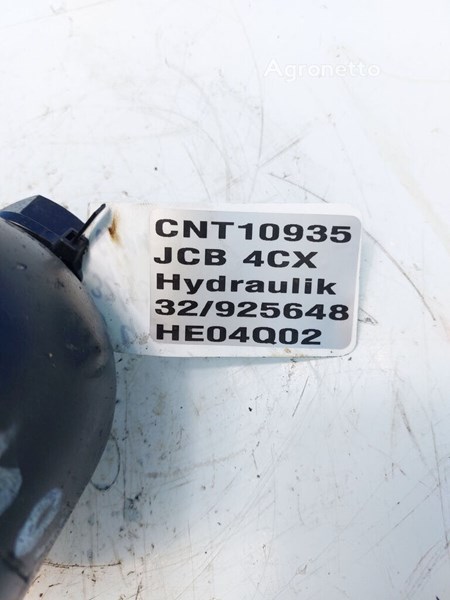 Agronetto
CNT10935
JCB 4CX
Hydraulik
32/925648
HE04Q02